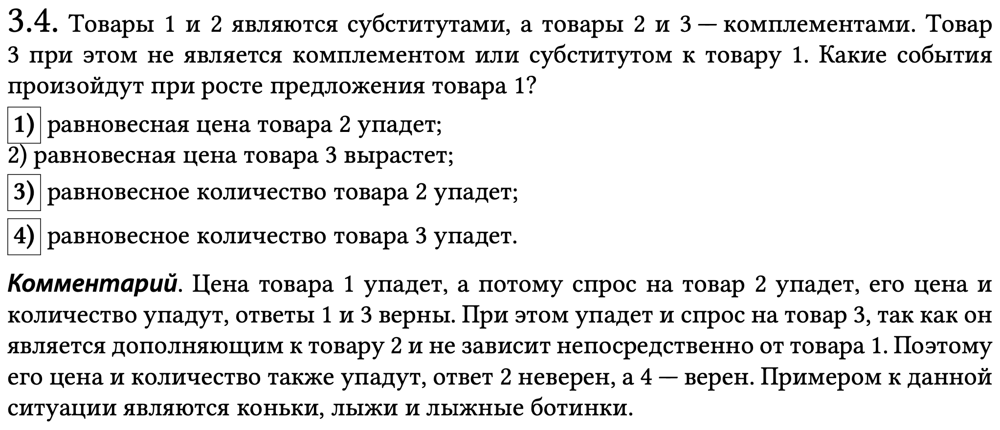 3.4. Товары 1 и 2 являются субститутами, а товары 2 и 3 — комплементами. Товар
3 при этом не является комплементом или субститутом к товару 1. Какие события
произойдут при росте предложения товара 1?
1) равновесная цена товара 2 упадет;
2) равновесная цена товара 3 вырастет;
3) равновесное количество товара 2 упадет;
4) равновесное количество товара 3 упадет.
Комментарий. Цена товара 1 упадет, а потому спрос на товар 2 упадет, его цена и
количество упадут, ответы 1 и 3 верны. При этом упадет и спрос на товар 3, так как он
является дополняющим к товару 2 и не зависит непосредственно от товара 1. Поэтому
его цена и количество также упадут, ответ 2 неверен, а 4 — верен. Примером к данной
ситуации являются коньки, лыжи и лыжные ботинки.